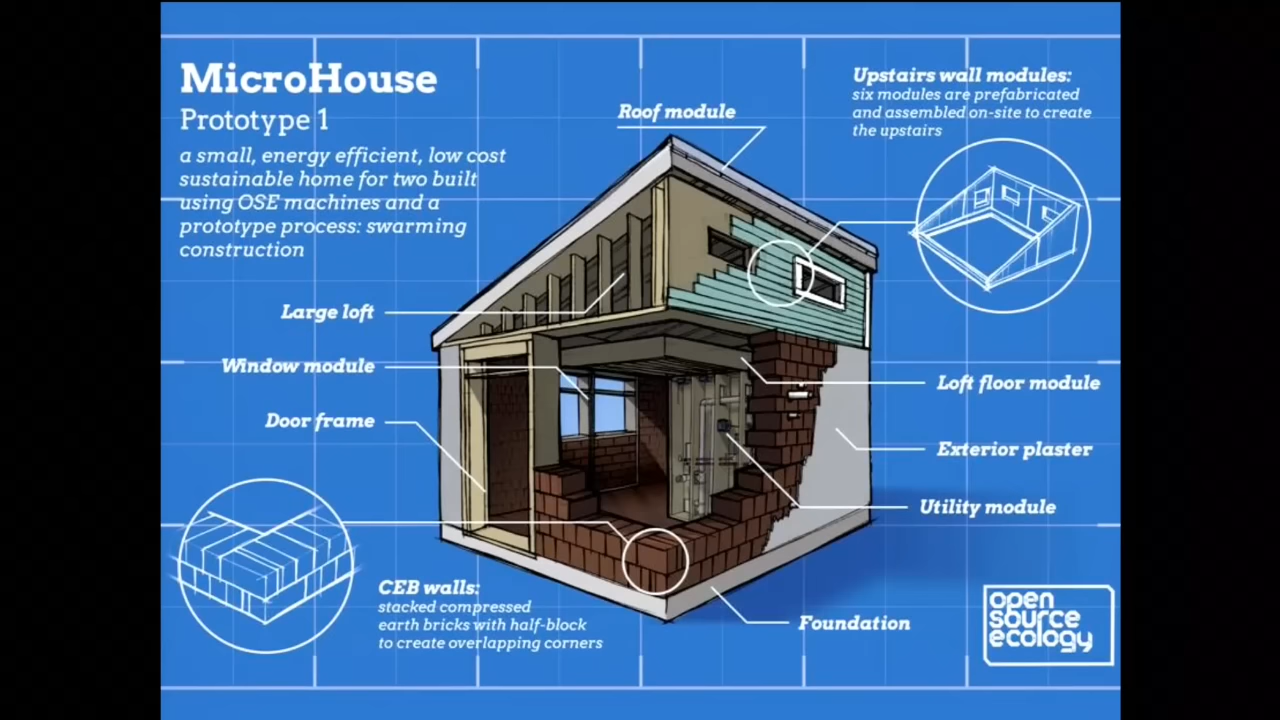 MicroHouse
Prototype 1
a small, energy efficient, low cost
sustainable home for two built
using OSE machines and a
prototype process: swarming
construction
Roof module
Upstairs wall modules:
six modules are prefabricated
and assembled on-site to create
the upstairs
Large loft
Window module
Door frame
Loft floor module
Exterior plaster
Utility module
CEB walls:
stacked compressed
earth bricks with half-block
to create overlapping corners
Foundation
open
source
ecology